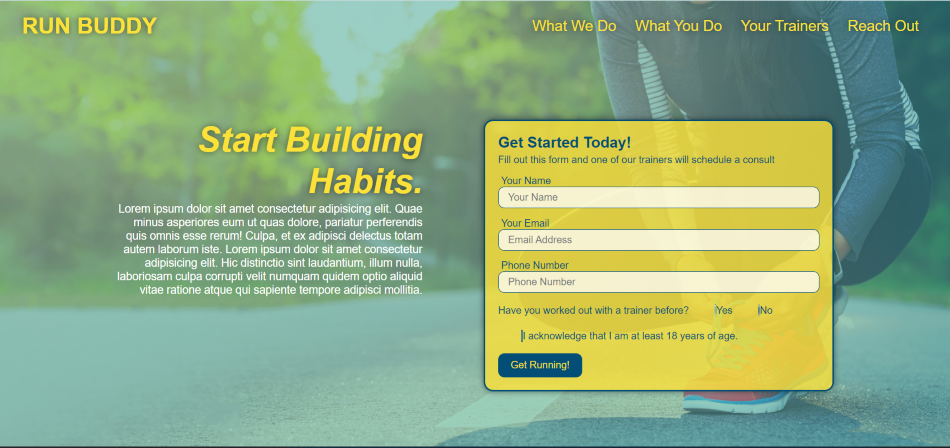 RUN BUDDY
What We Do What You Do Your Trainers Reach Out
Start Building
Habits.
Lorem ipsum dolor sit amet consectetur adipisicing elit. Quae
minus asperiores eum ut quas dolore, pariatur perferendis
quis omnis esse rerum! Culpa, et ex adipisci delectus totam
autem laborum iste. Lorem ipsum dolor sit amet consectetur
adipisicing elit. Hic distinctio sint laudantium, illum nulla,
laboriosam culpa corrupti velit numquam quidem optio aliquid
vitae ratione atque qui sapiente tempore adipisci mollitia.
Get Started Today!
Fill out this form and one of our trainers will schedule a consult
Your Name
Your Name
Your Email
Email Address
Phone Number
Phone Number
Have you worked out with a trainer before? Yes No
I acknowledge that I am at least 18 years of age.
Get Running!